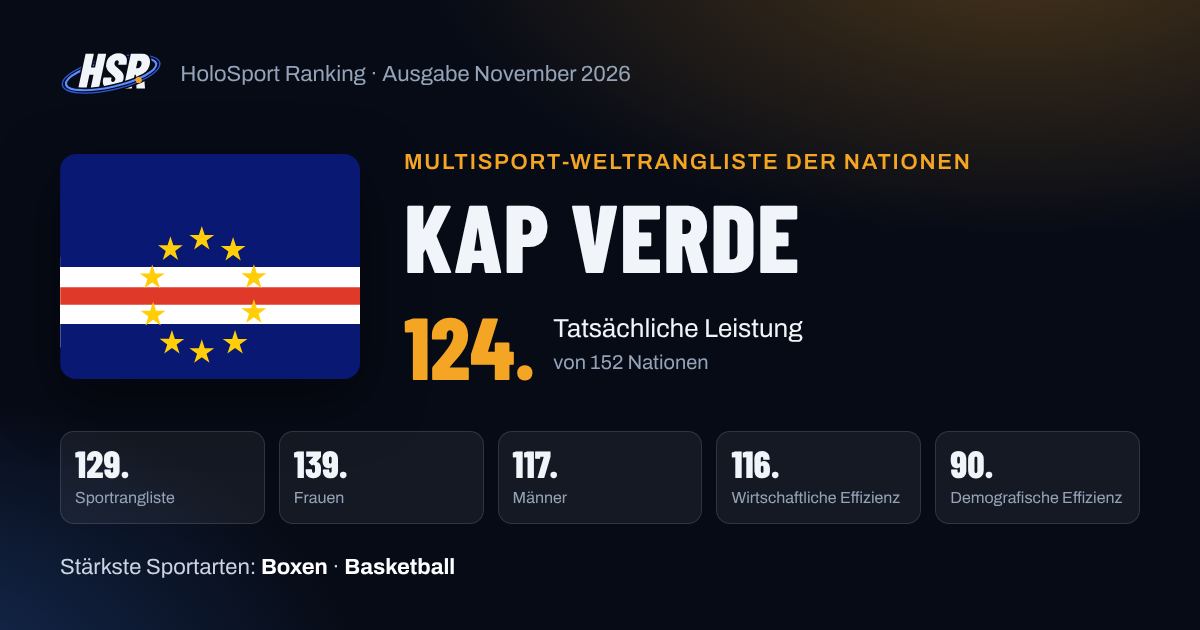 HSR
HoloSport Ranking · Ausgabe November 2026
MULTISPORT-WELTRANGLISTE DER NATIONEN
KAP VERDE
124.
Tatsächliche Leistung
von 152 Nationen
129.
Sportrangliste
139.
Frauen
117.
Männer
116.
Wirtschaftliche Effizienz
90.
Demografische Effizienz
Stärkste Sportarten: Boxen · Basketball